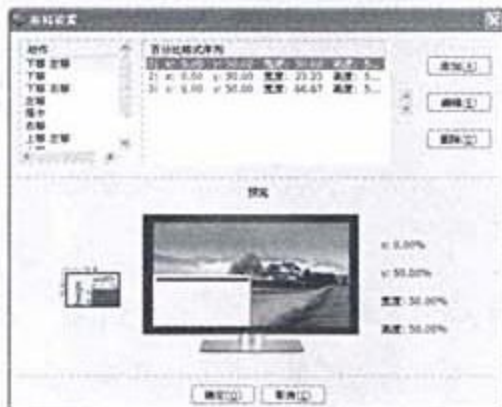 动作
下移 左移
下移
下移 右移
左移
右移
上移 左移
百分比格式序列
2) x: 0.00 y: 50.00 宽度: 33.33 高度: 5...
3) x: 0.00 y: 50.00 宽度: 66.67 高度: 5...
预览
x: 0.00%
y: 50.00%
宽度: 50.00%
高度: 50.00%
添加(A)
编辑(E)
删除(D)
确定(O)
取消(C)